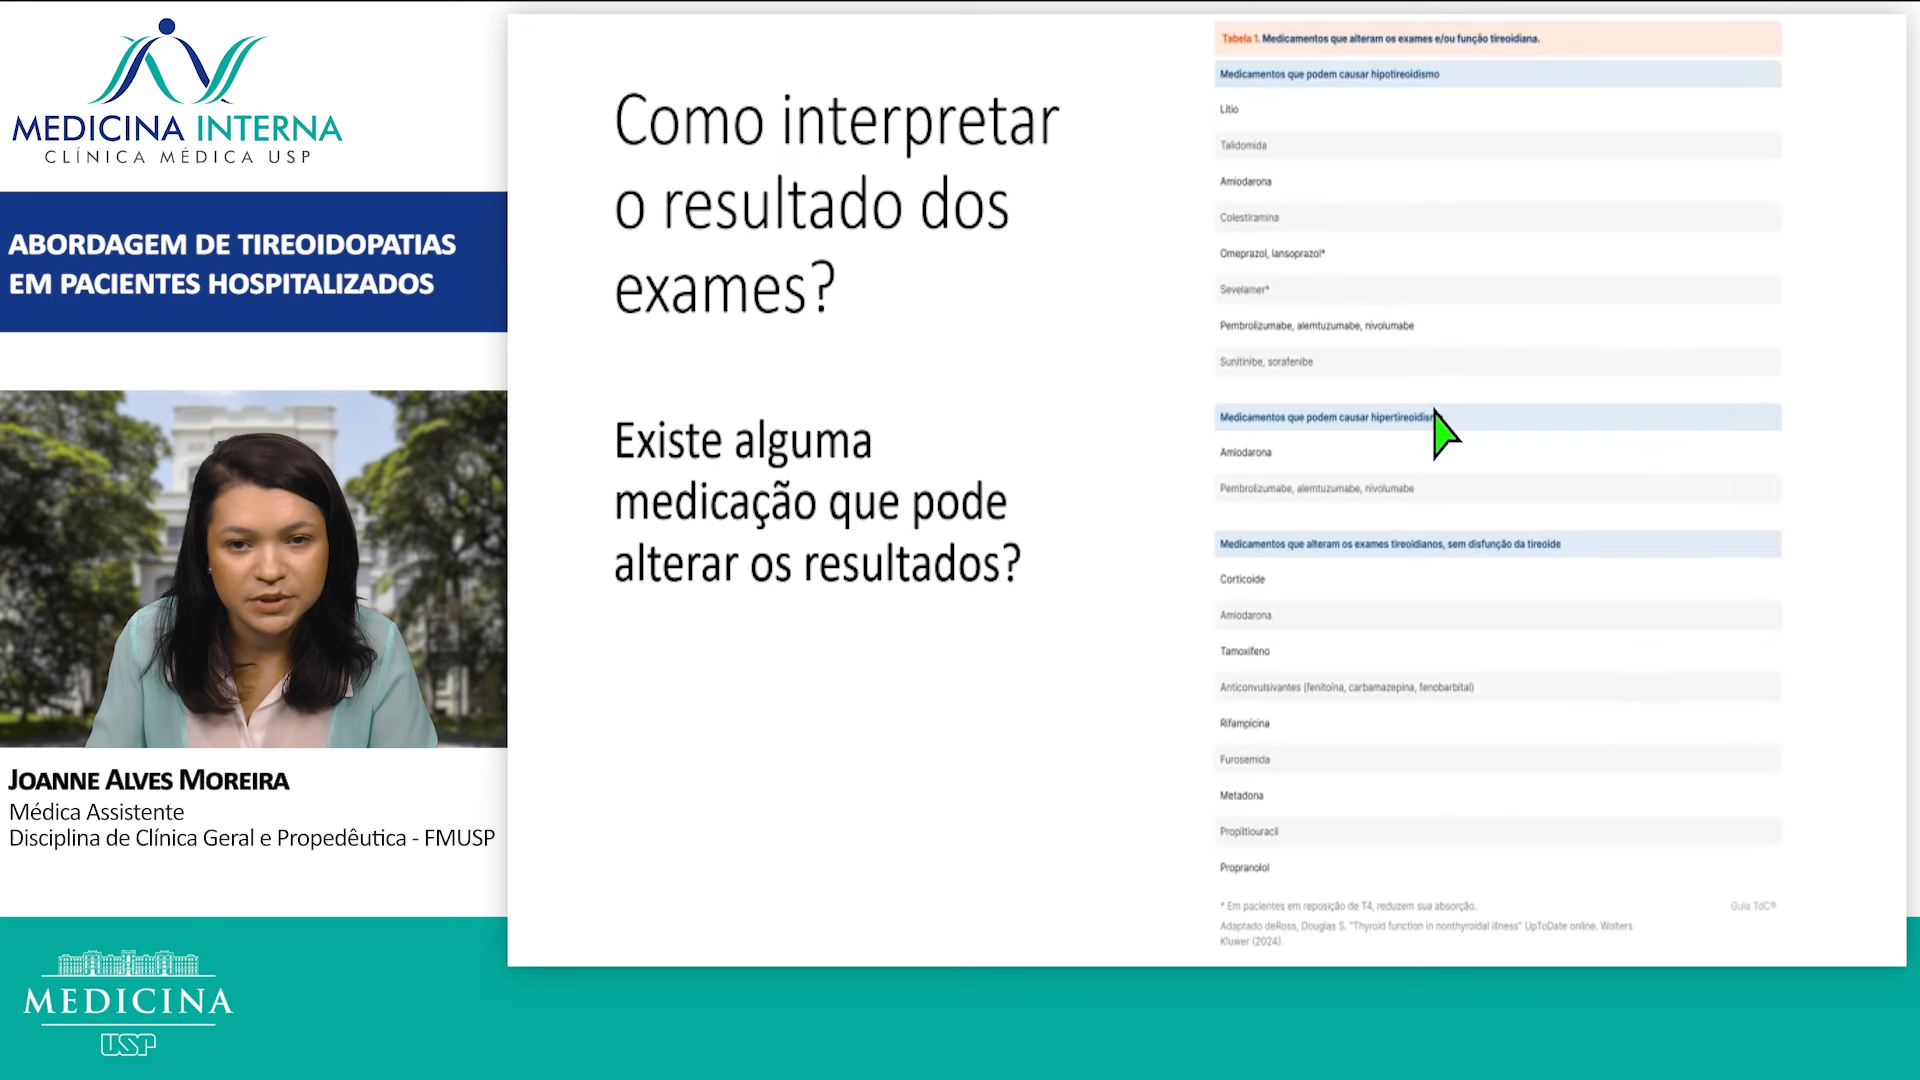 MEDICINA INTERNA
CLÍNICA MÉDICA USP
ABORDAGEM DE TIREOIDOPATIAS
EM PACIENTES HOSPITALIZADOS
JOANNE ALVES MOREIRA
Médica Assistente
Disciplina de Clínica Geral e Propedêutica - FMUSP
MEDICINA
USP
Como interpretar
o resultado dos
exames?
Existe alguma
medicação que pode
alterar os resultados?
Tabela 1. Medicamentos que alteram os exames e/ou função tireoidiana.
Medicamentos que podem causar hipotireoidismo
Lítio
Talidomida
Amiodarona
Colestiramina
Omeprazol, lansoprazol*
Sevelamer*
Pembrolizumabe, alemtuzumabe, nivolumabe
Sunitinibe, sorafenibe
Medicamentos que podem causar hipertireoidismo
Amiodarona
Pembrolizumabe, alemtuzumabe, nivolumabe
Medicamentos que alteram os exames tireoidianos, sem disfunção da tireoide
Corticoide
Amiodarona
Tamoxifeno
Anticonvulsivantes (fenitoína, carbamazepina, fenobarbital)
Rifampicina
Furosemida
Metadona
Propiltiouracil
Propranolol
* Em pacientes em reposição de T4, reduzem sua absorção.
Guia TdC®
Adaptado deRoss, Douglas S. "Thyroid function in nonthyroidal illness" UpToDate online. Wolters
Kluwer (2024).